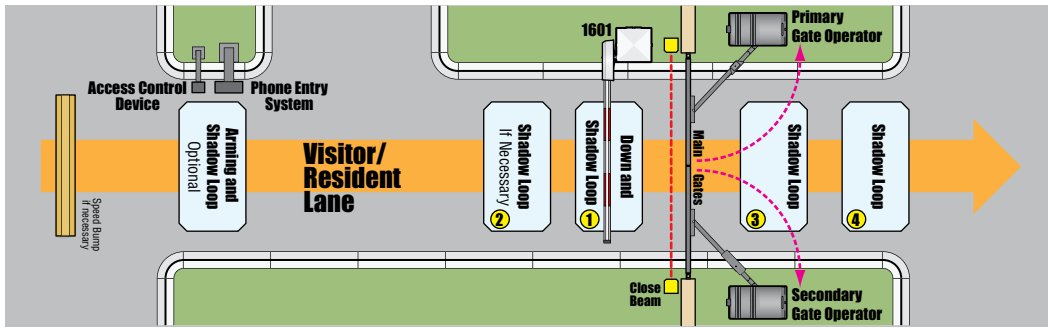 1601
Primary
Gate Operator
Access Control
Device
Phone Entry
System
Speed Bump
if necessary
Arming and
Shadow Loop
Optional
Visitor/
Resident
Lane
Shadow Loop
If Necessary
2
Down and
Shadow Loop
1
Main Gates
Shadow Loop
3
Shadow Loop
4
Close
Beam
Secondary
Gate Operator